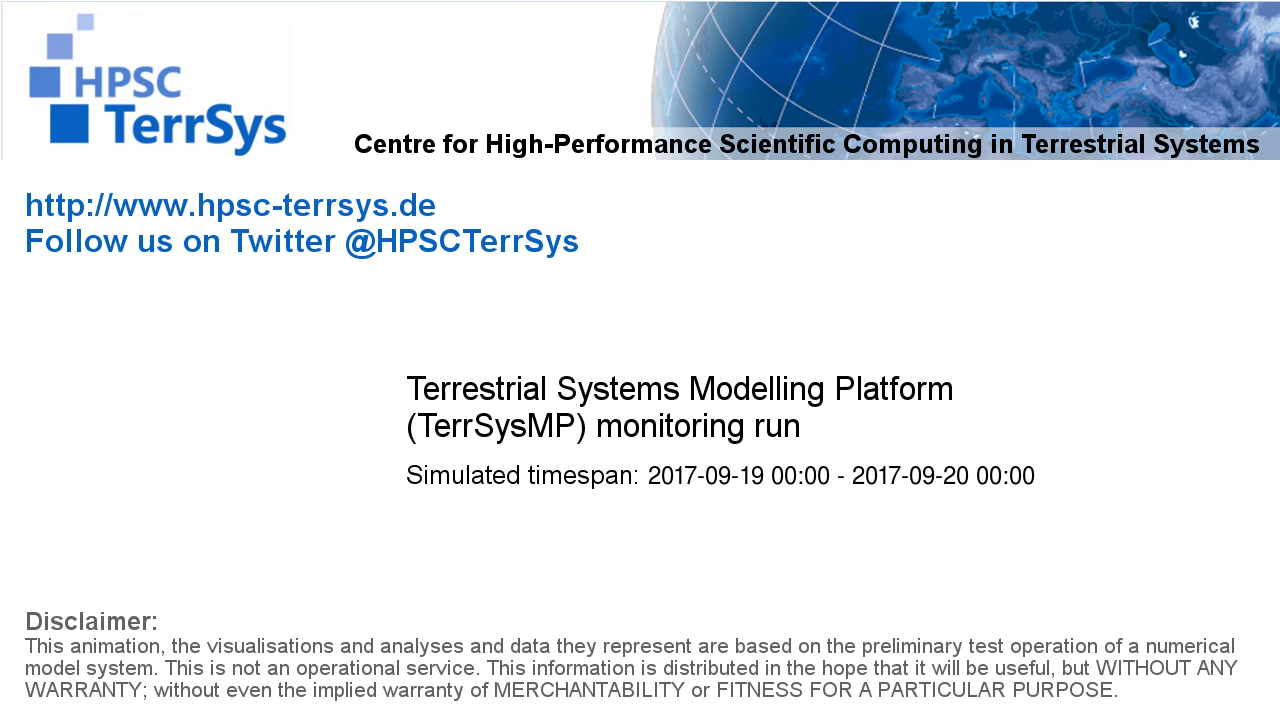 HPSC
TerrSys
Centre for High-Performance Scientific Computing in Terrestrial Systems
http://www.hpsc-terrsys.de
Follow us on Twitter @HPSCTerrSys
Terrestrial Systems Modelling Platform
(TerrSysMP) monitoring run
Simulated timespan: 2017-09-19 00:00 - 2017-09-20 00:00
Disclaimer:
This animation, the visualisations and analyses and data they represent are based on the preliminary test operation of a numerical
model system. This is not an operational service. This information is distributed in the hope that it will be useful, but WITHOUT ANY
WARRANTY; without even the implied warranty of MERCHANTABILITY or FITNESS FOR A PARTICULAR PURPOSE.